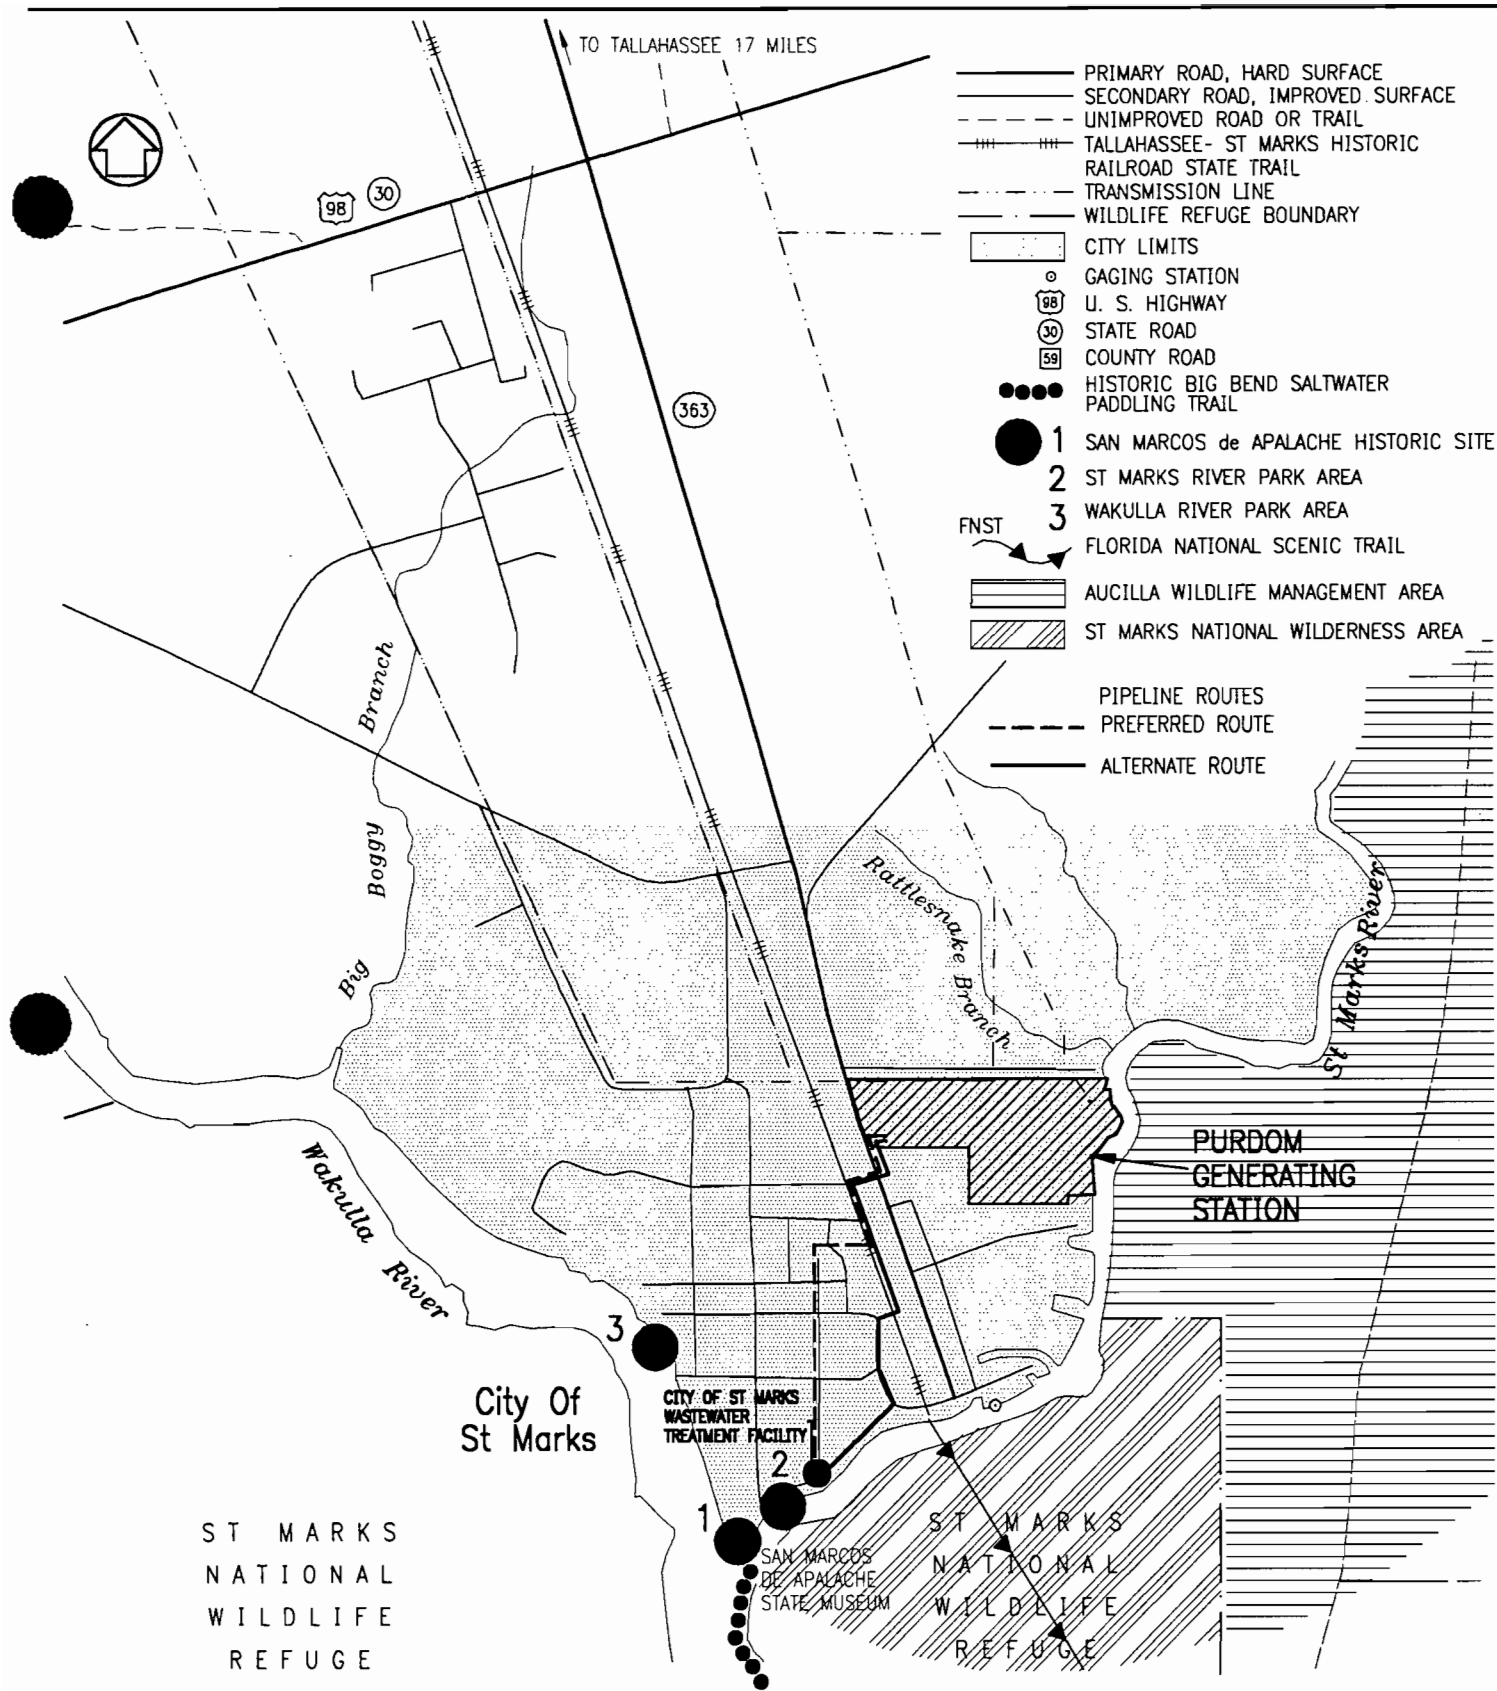 TO TALLAHASSEE 17 MILES
PRIMARY ROAD, HARD SURFACE
SECONDARY ROAD, IMPROVED SURFACE
UNIMPROVED ROAD OR TRAIL
TALLAHASSEE- ST MARKS HISTORIC
RAILROAD STATE TRAIL
TRANSMISSION LINE
WILDLIFE REFUGE BOUNDARY
CITY LIMITS
GAGING STATION
98 U. S. HIGHWAY
30 STATE ROAD
59 COUNTY ROAD
HISTORIC BIG BEND SALTWATER
PADDLING TRAIL
1 SAN MARCOS de APALACHE HISTORIC SITE
2 ST MARKS RIVER PARK AREA
3 WAKULLA RIVER PARK AREA
FNST
FLORIDA NATIONAL SCENIC TRAIL
AUCILLA WILDLIFE MANAGEMENT AREA
ST MARKS NATIONAL WILDERNESS AREA
PIPELINE ROUTES
PREFERRED ROUTE
ALTERNATE ROUTE
98
30
363
Big Boggy Branch
Rattlesnake Branch
St Marks River
PURDOM
GENERATING
STATION
Wakulla River
3
City Of
St Marks
CITY OF ST MARKS
WASTEWATER
TREATMENT FACILITY
2
1
SAN MARCOS
DE APALACHE
STATE MUSEUM
ST MARKS
NATIONAL
WILDLIFE
REFUGE
ST MARKS
NATIONAL
WILDLIFE
REFUGE